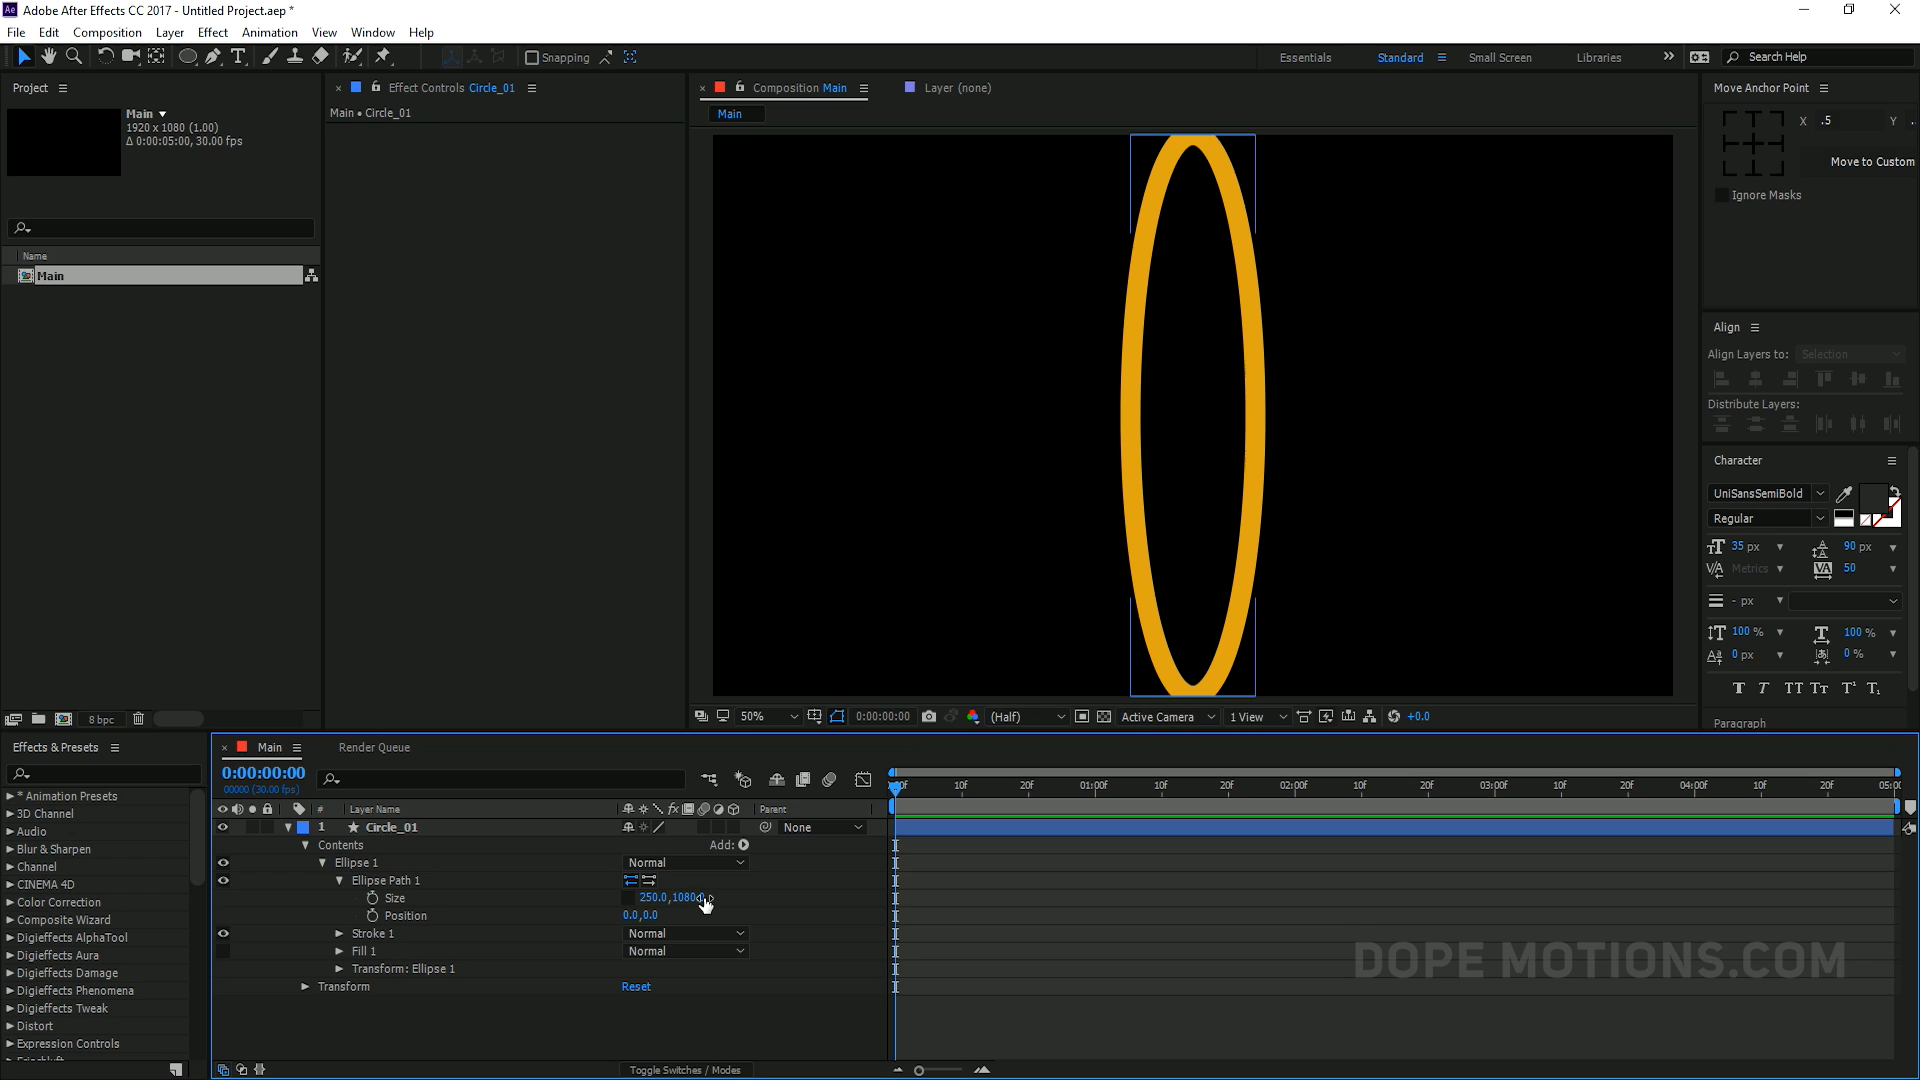 Adobe After Effects CC 2017 - Untitled Project.aep *
File Edit Composition Layer Effect Animation View Window Help
Snapping Essentials Standard Small Screen Libraries Search Help
Project
Main
1920 x 1080 (1.00)
Δ 0:00:05:00, 30.00 fps
Name
Main
8 bpc
Effect Controls Circle_01
Main • Circle_01
Composition Main Layer (none)
Main
50% 0:00:00:00 (Half) Active Camera 1 View +0.0
Move Anchor Point
X .5 Y
Move to Custom
Ignore Masks
Align
Align Layers to: Selection
Distribute Layers:
Character
UniSansSemiBold
Regular
35 px 90 px
Metrics 50
- px
100 % 100 %
0 px 0 %
Paragraph
Effects & Presets
* Animation Presets
3D Channel
Audio
Blur & Sharpen
Channel
CINEMA 4D
Color Correction
Composite Wizard
Digieffects AlphaTool
Digieffects Aura
Digieffects Damage
Digieffects Phenomena
Digieffects Tweak
Distort
Expression Controls
Main Render Queue
0:00:00:00
00000 (30.00 fps)
10f 20f 01:00f 10f 20f 02:00f 10f 20f 03:00f 10f 20f 04:00f 10f 20f
# Layer Name Parent
1 Circle_01 None
Contents Add:
Ellipse 1 Normal
Ellipse Path 1
Size 250.0,1080.0
Position 0.0,0.0
Stroke 1 Normal
Fill 1 Normal
Transform: Ellipse 1
Transform Reset
Toggle Switches / Modes
DOPE MOTIONS.COM